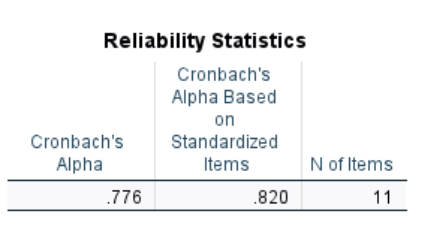 Reliability Statistics
Cronbach's
Alpha Based
on
Cronbach's Standardized
Alpha Items N of Items
.776 .820 11